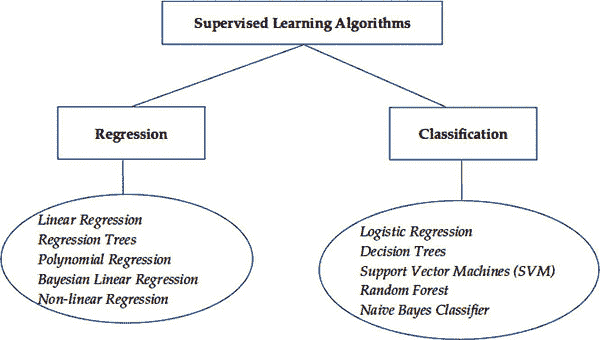 Supervised Learning Algorithms
Regression
Classification
Linear Regression
Regression Trees
Polynomial Regression
Bayesian Linear Regression
Non-linear Regression
Logistic Regression
Decision Trees
Support Vector Machines (SVM)
Random Forest
Naive Bayes Classifier